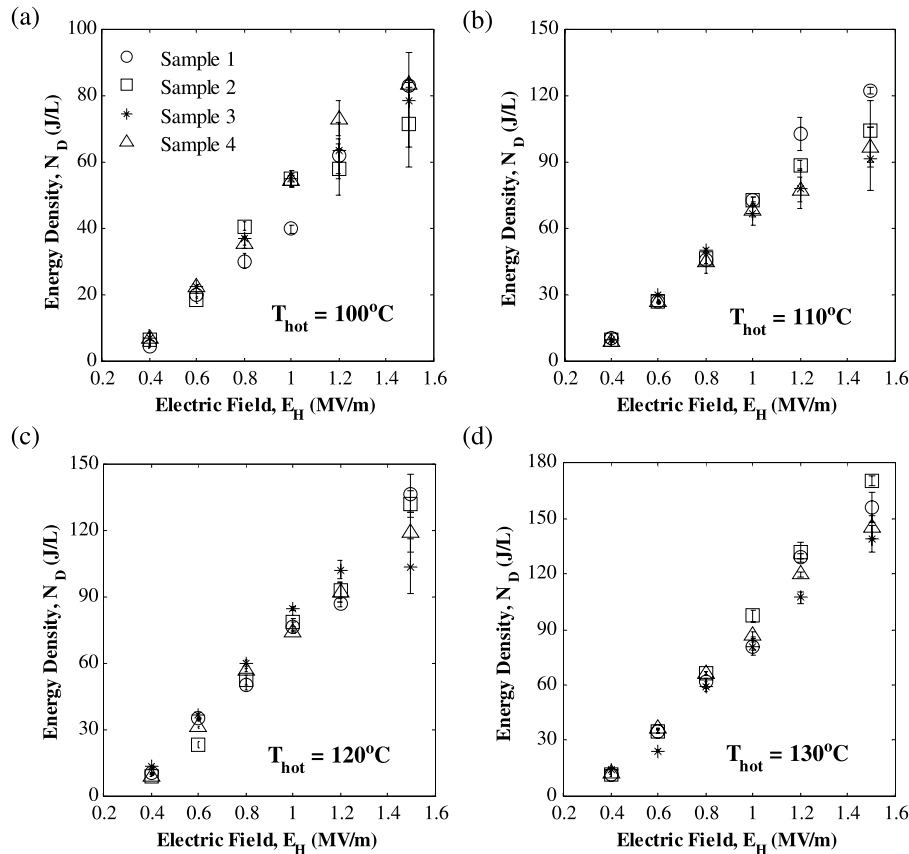 (a)
100
80
60
40
20
0
Energy Density, N_D (J/L)
Sample 1
Sample 2
Sample 3
Sample 4
T_hot = 100°C
0.2 0.4 0.6 0.8 1 1.2 1.4 1.6
Electric Field, E_H (MV/m)
(b)
150
120
90
60
30
0
Energy Density, N_D (J/L)
T_hot = 110°C
0.2 0.4 0.6 0.8 1 1.2 1.4 1.6
Electric Field, E_H (MV/m)
(c)
150
120
90
60
30
0
Energy Density, N_D (J/L)
T_hot = 120°C
0.2 0.4 0.6 0.8 1 1.2 1.4 1.6
Electric Field, E_H (MV/m)
(d)
180
150
120
90
60
30
0
Energy Density, N_D (J/L)
T_hot = 130°C
0.2 0.4 0.6 0.8 1 1.2 1.4 1.6
Electric Field, E_H (MV/m)